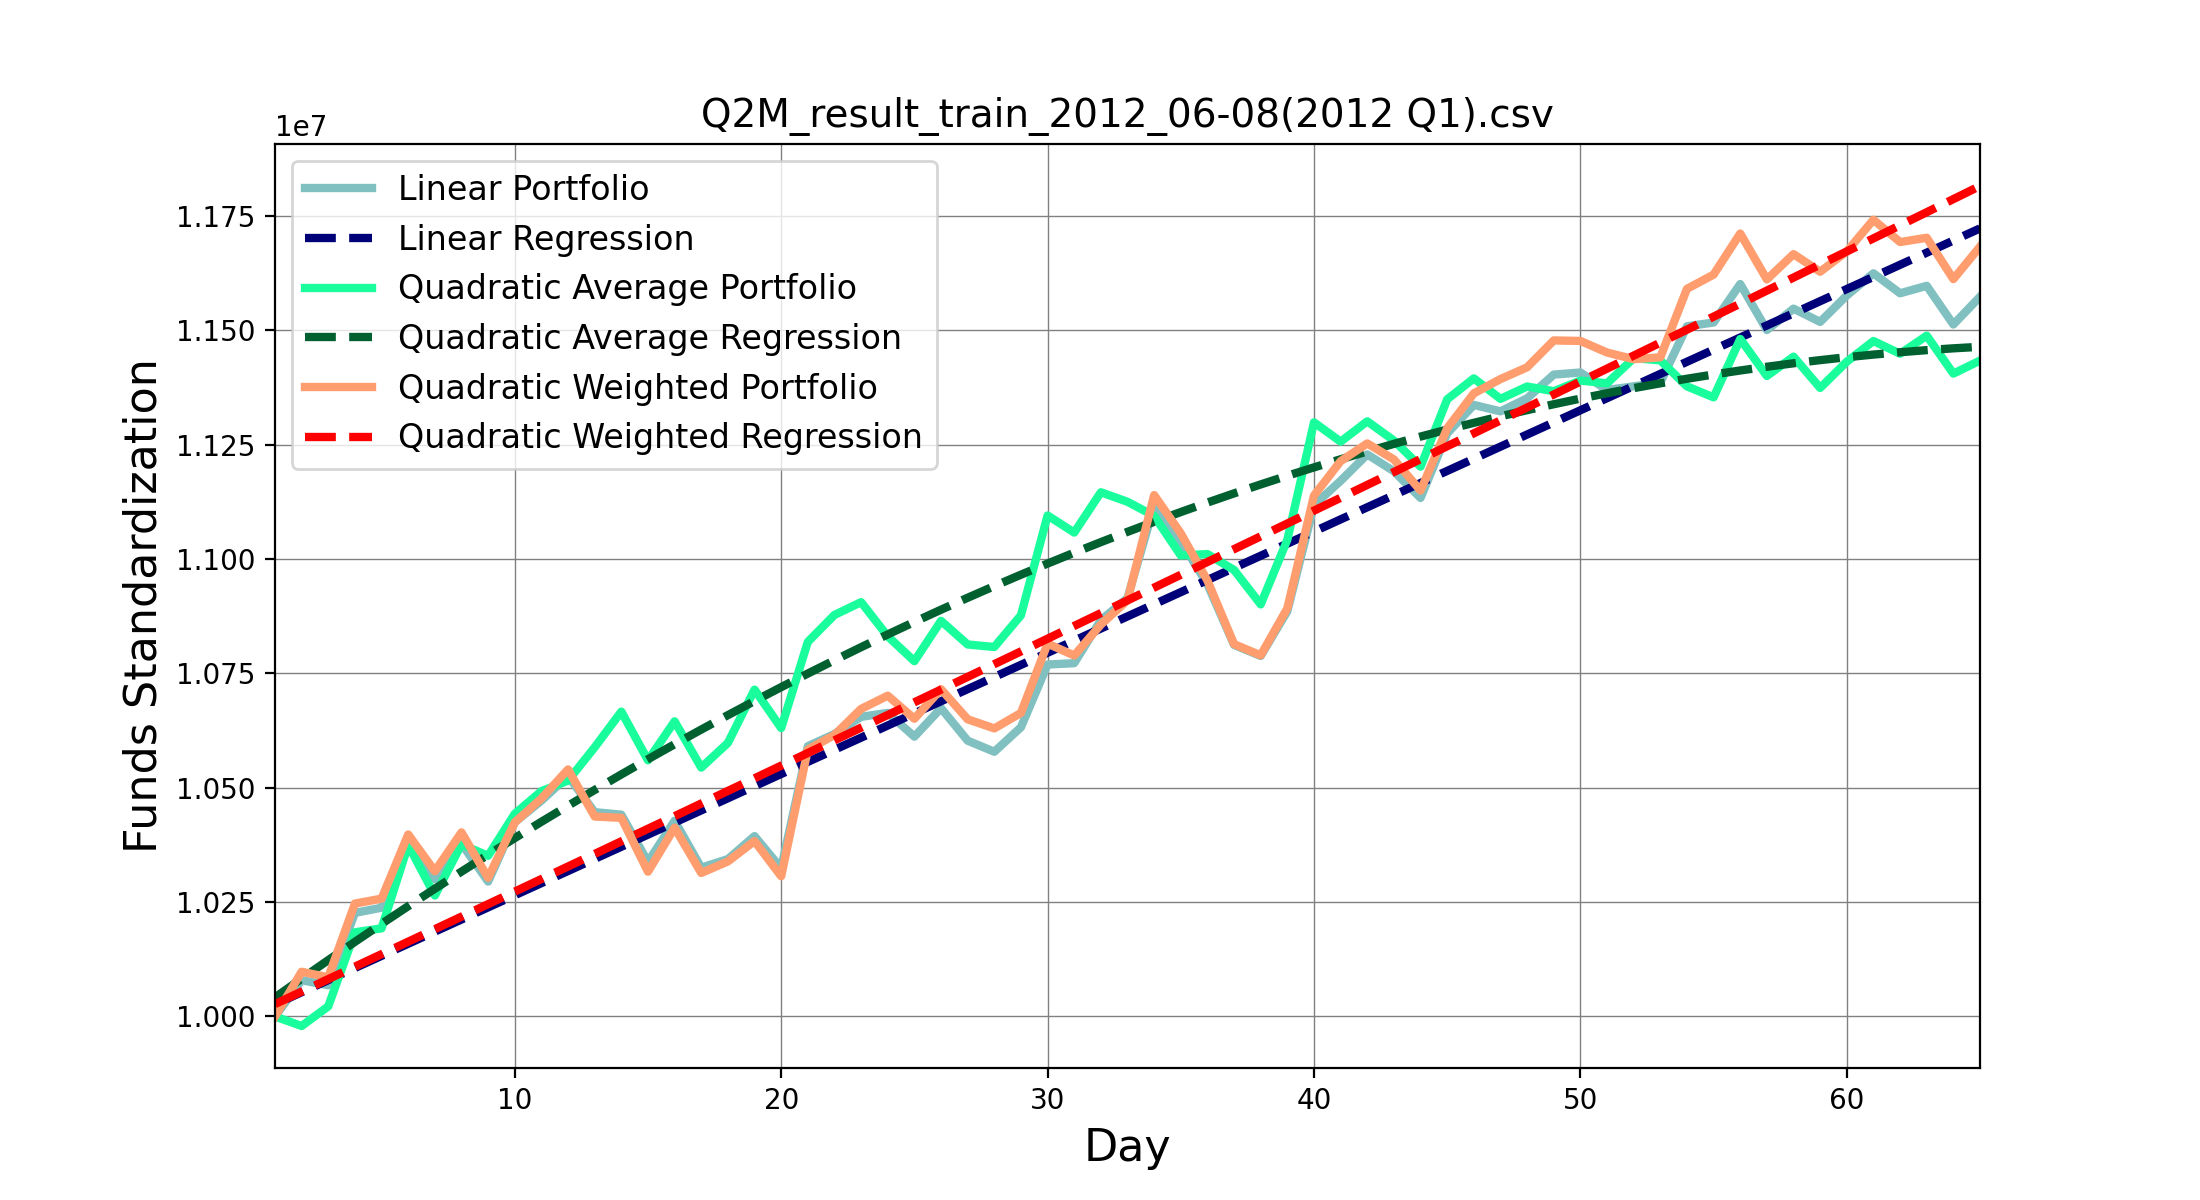 Q2M_result_train_2012_06-08(2012 Q1).csv
1e7
Linear Portfolio
Linear Regression
Quadratic Average Portfolio
Quadratic Average Regression
Quadratic Weighted Portfolio
Quadratic Weighted Regression
Funds Standardization
1.175
1.150
1.125
1.100
1.075
1.050
1.025
1.000
10 20 30 40 50 60
Day